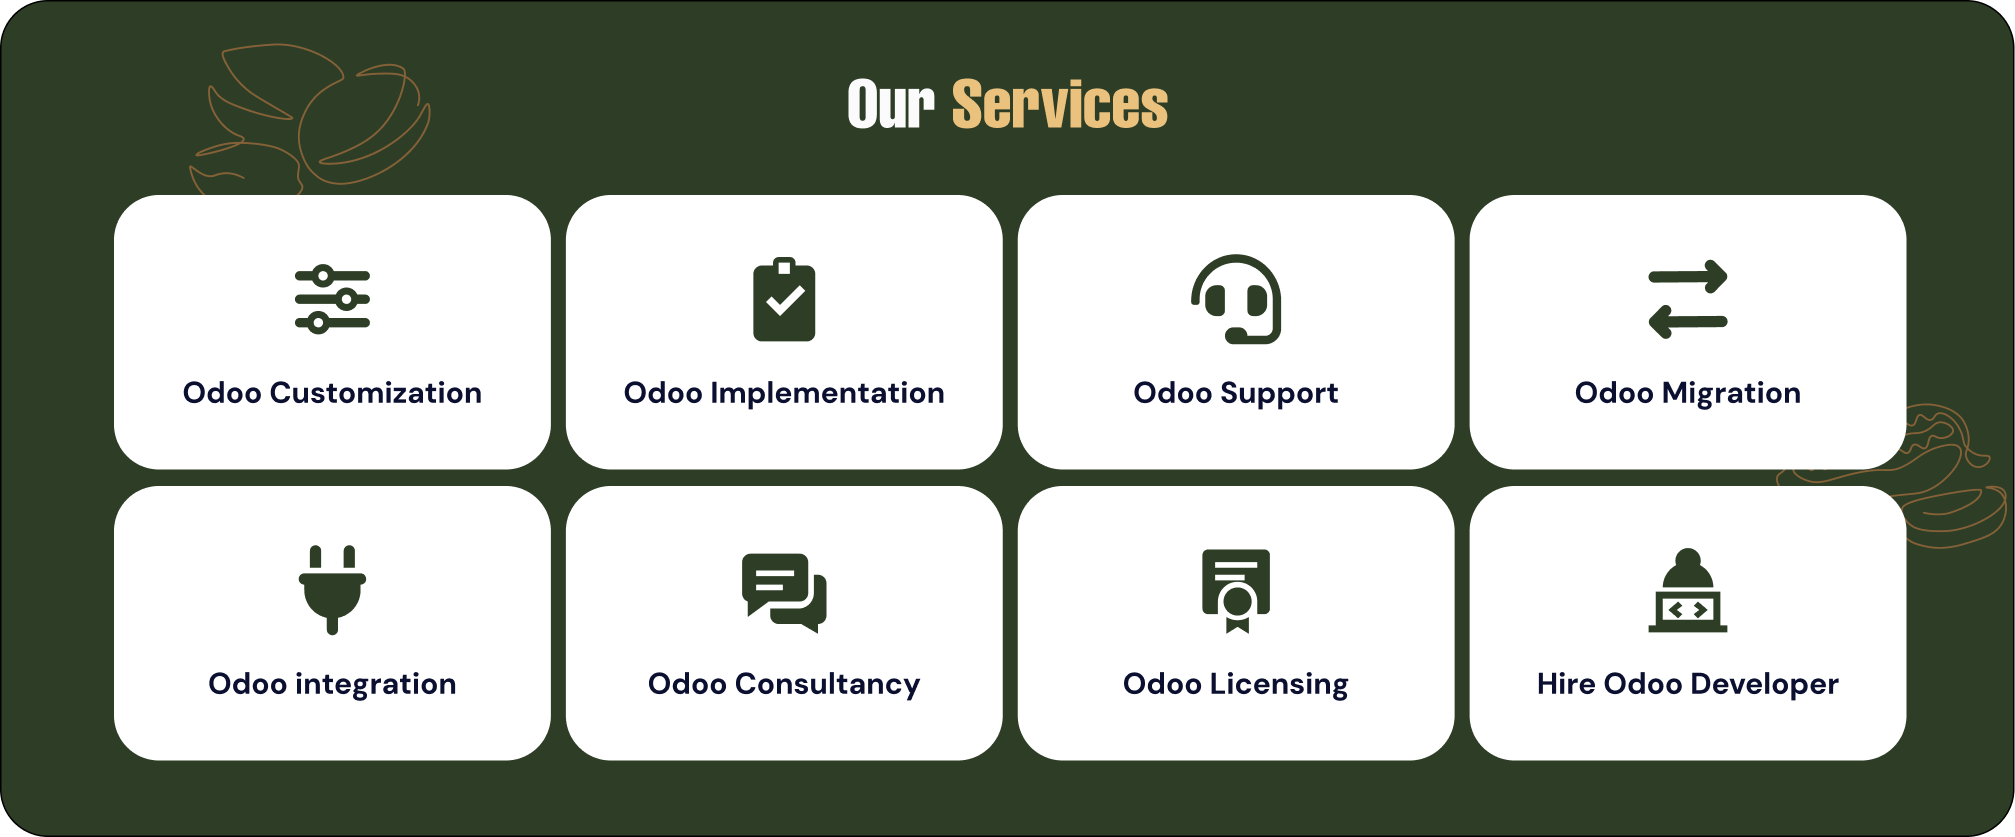 Our Services
Odoo Customization
Odoo Implementation
Odoo Support
Odoo Migration
Odoo integration
Odoo Consultancy
Odoo Licensing
Hire Odoo Developer